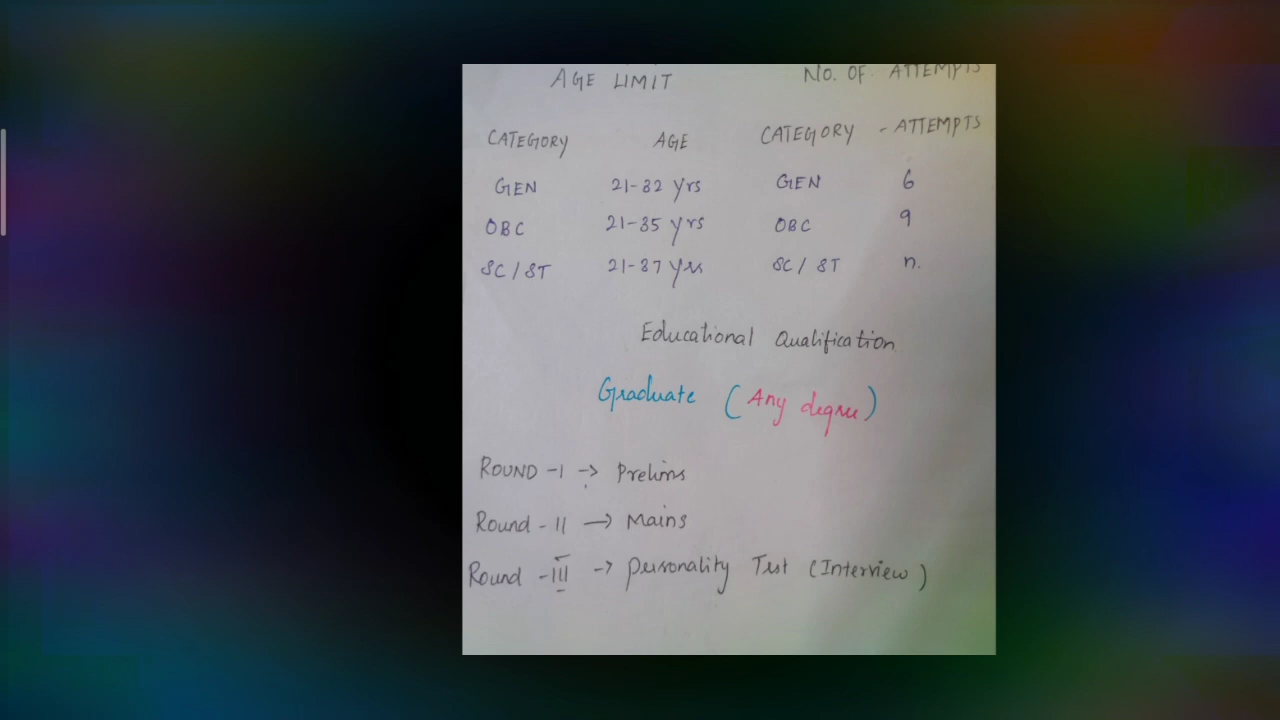 AGE LIMIT NO. OF ATTEMPTS
CATEGORY AGE CATEGORY - ATTEMPTS
GEN 21-32 yrs GEN 6
OBC 21-35 yrs OBC 9
SC/ST 21-37 yrs SC/ST n.
Educational Qualification
Graduate (Any degree)
ROUND -I -> Prelims
Round - II -> Mains
Round - III -> Personality Test (Interview)